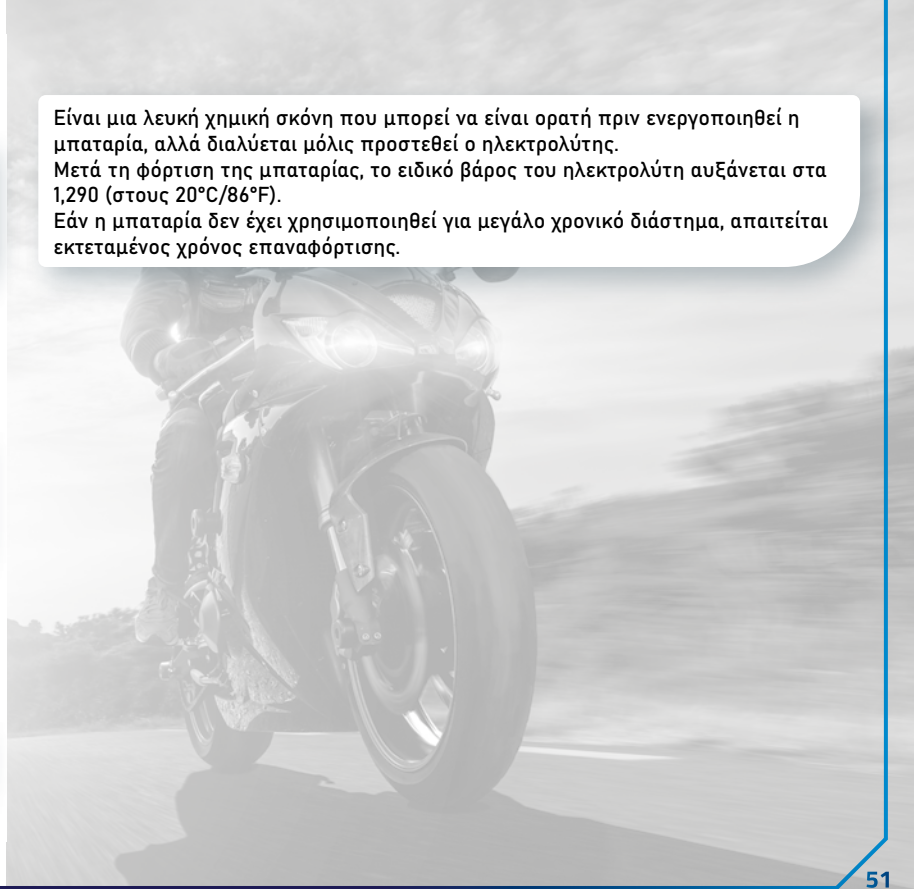 Είναι μια λευκή χημική σκόνη που μπορεί να είναι ορατή πριν ενεργοποιηθεί η
μπαταρία, αλλά διαλύεται μόλις προστεθεί ο ηλεκτρολύτης.
Μετά τη φόρτιση της μπαταρίας, το ειδικό βάρος του ηλεκτρολύτη αυξάνεται στα
1,290 (στους 20°C/86°F).
Εάν η μπαταρία δεν έχει χρησιμοποιηθεί για μεγάλο χρονικό διάστημα, απαιτείται
εκτεταμένος χρόνος επαναφόρτισης.
51